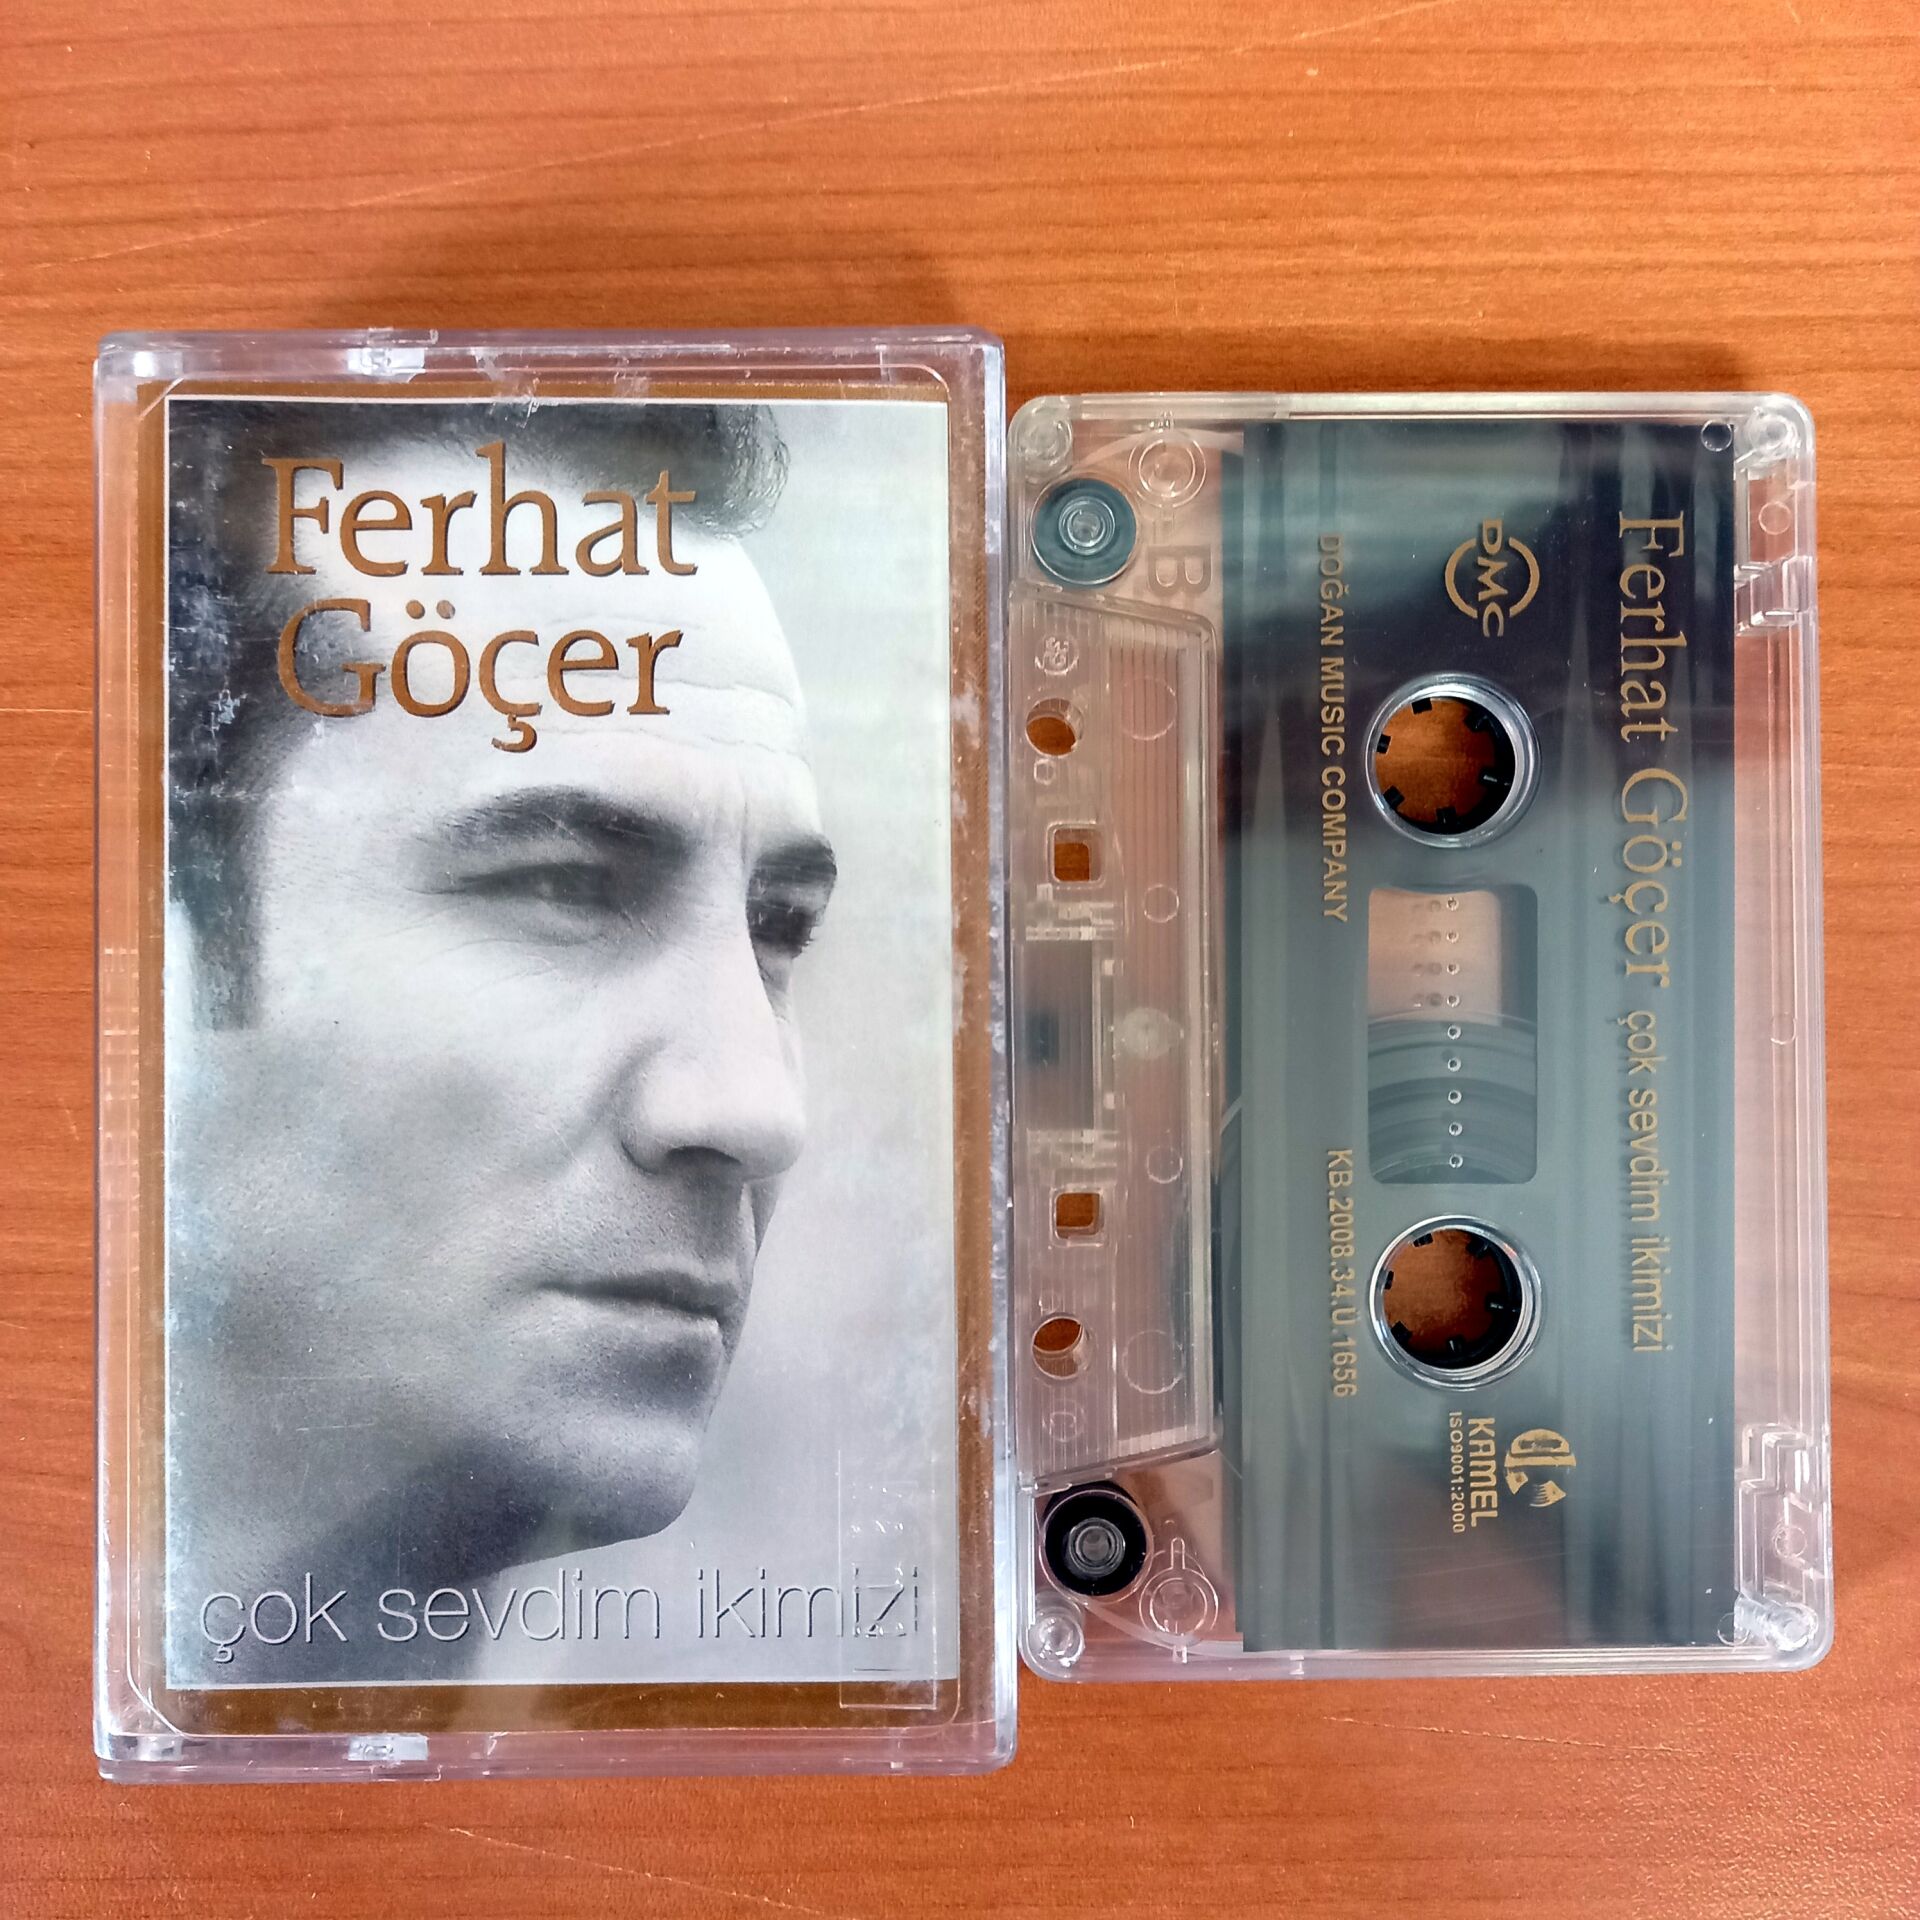 Ferhat
Göçer
çok sevdim ikimizi
Ferhat Göçer çok sevdim ikimizi
DMC
DOĞAN MUSIC COMPANY
KB.2008.34.Ü.1656
KAMEL
ISO9001:2000
B